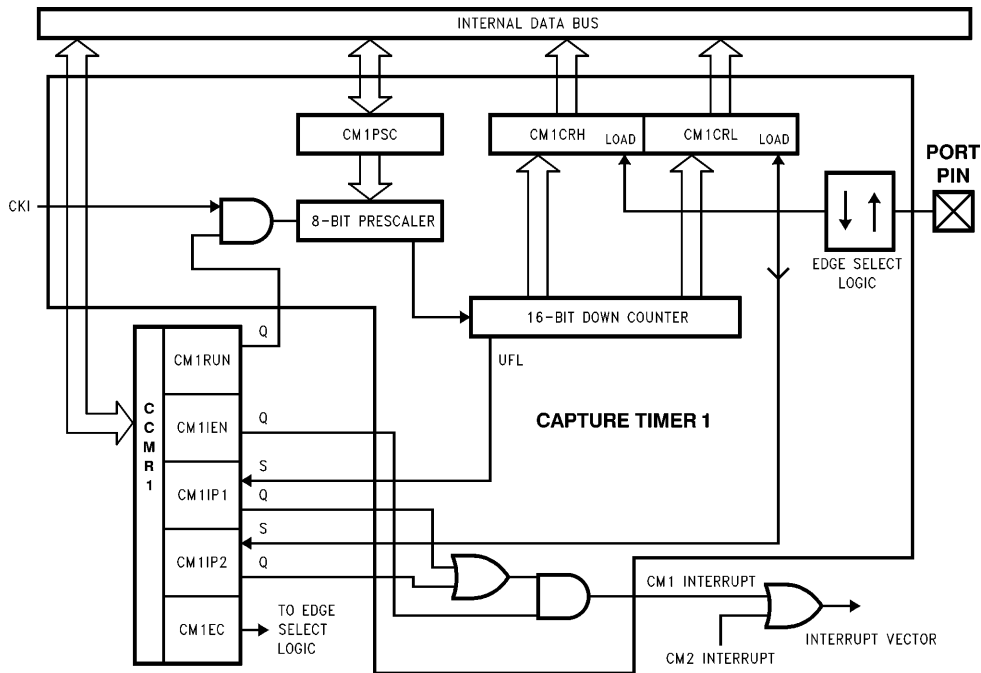 INTERNAL DATA BUS
CM1PSC
CM1CRH LOAD CM1CRL LOAD
PORT
PIN
CKI
8-BIT PRESCALER
EDGE SELECT
LOGIC
16-BIT DOWN COUNTER
UFL
CAPTURE TIMER 1
CCMR1
CM1RUN Q
CM1IEN Q
S
CM1IP1 Q
S
CM1IP2 Q
CM1EC
TO EDGE
SELECT
LOGIC
CM1 INTERRUPT
CM2 INTERRUPT
INTERRUPT VECTOR